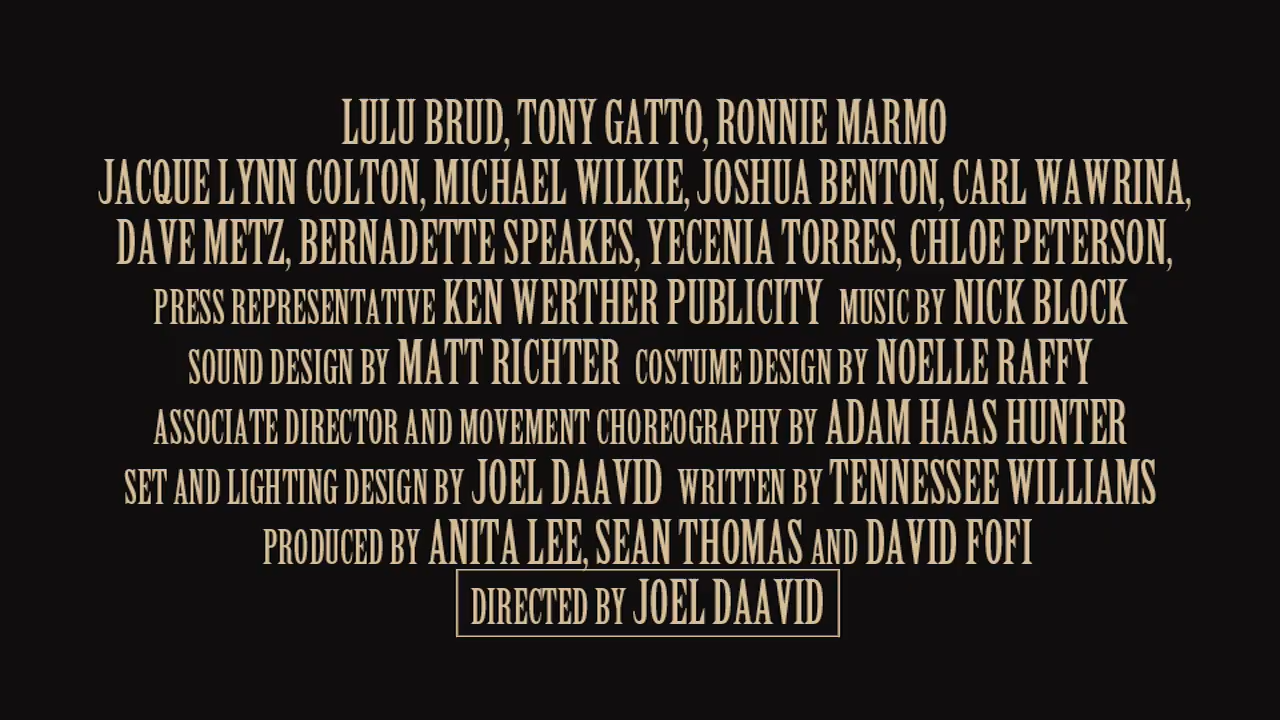 LULU BRUD, TONY GATTO, RONNIE MARMO
JACQUE LYNN COLTON, MICHAEL WILKIE, JOSHUA BENTON, CARL WAWRINA,
DAVE METZ, BERNADETTE SPEAKES, YECENIA TORRES, CHLOE PETERSON,
PRESS REPRESENTATIVE KEN WERTHER PUBLICITY MUSIC BY NICK BLOCK
SOUND DESIGN BY MATT RICHTER COSTUME DESIGN BY NOELLE RAFFY
ASSOCIATE DIRECTOR AND MOVEMENT CHOREOGRAPHY BY ADAM HAAS HUNTER
SET AND LIGHTING DESIGN BY JOEL DAAVID WRITTEN BY TENNESSEE WILLIAMS
PRODUCED BY ANITA LEE, SEAN THOMAS AND DAVID FOFI
DIRECTED BY JOEL DAAVID